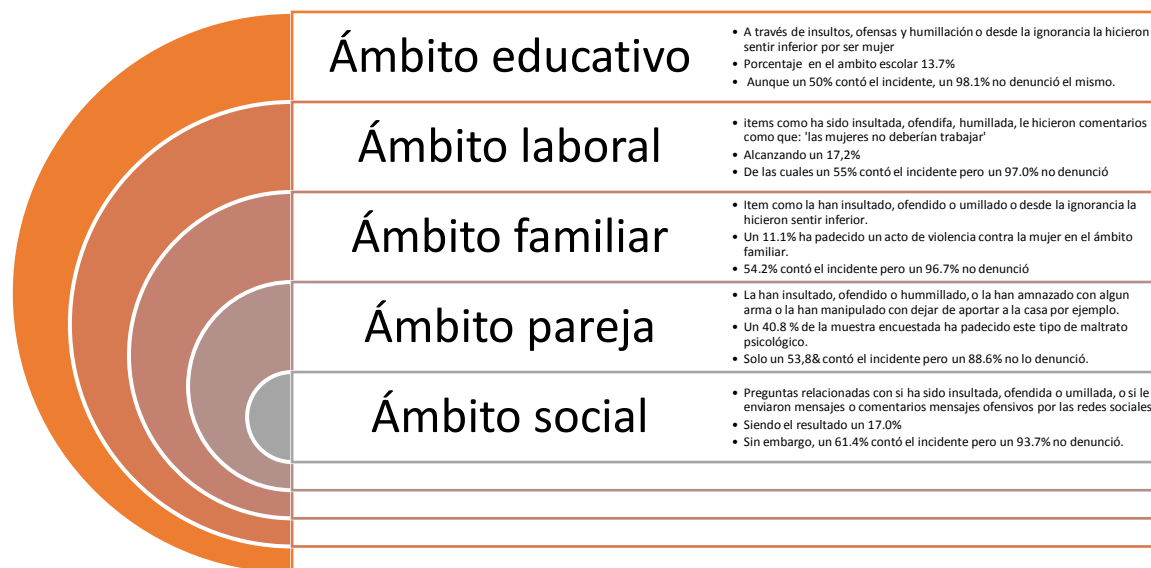 Ámbito educativo
• A través de insultos, ofensas y humillación o desde la ignorancia la hicieron
sentir inferior por ser mujer
• Porcentaje en el ambito escolar 13.7%
• Aunque un 50% contó el incidente, un 98.1% no denunció el mismo.
Ámbito laboral
• items como ha sido insultada, ofendifa, humillada, le hicieron comentarios
como que: 'las mujeres no deberían trabajar'
• Alcanzando un 17,2%
• De las cuales un 55% contó el incidente pero un 97.0% no denunció
Ámbito familiar
• Item como la han insultado, ofendido o umillado o desde la ignorancia la
hicieron sentir inferior.
• Un 11.1% ha padecido un acto de violencia contra la mujer en el ámbito
familiar.
• 54.2% contó el incidente pero un 96.7% no denunció
Ámbito pareja
• La han insultado, ofendido o hummillado, o la han amnazado con algun
arma o la han manipulado con dejar de aportar a la casa por ejemplo.
• Un 40.8 % de la muestra encuestada ha padecido este tipo de maltrato
psicológico.
• Solo un 53,8& contó el incidente pero un 88.6% no lo denunció.
Ámbito social
• Preguntas relacionadas con si ha sido insultada, ofendida o umillada, o si le
enviaron mensajes o comentarios mensajes ofensivos por las redes sociales
• Siendo el resultado un 17.0%
• Sin embargo, un 61.4% contó el incidente pero un 93.7% no denunció.